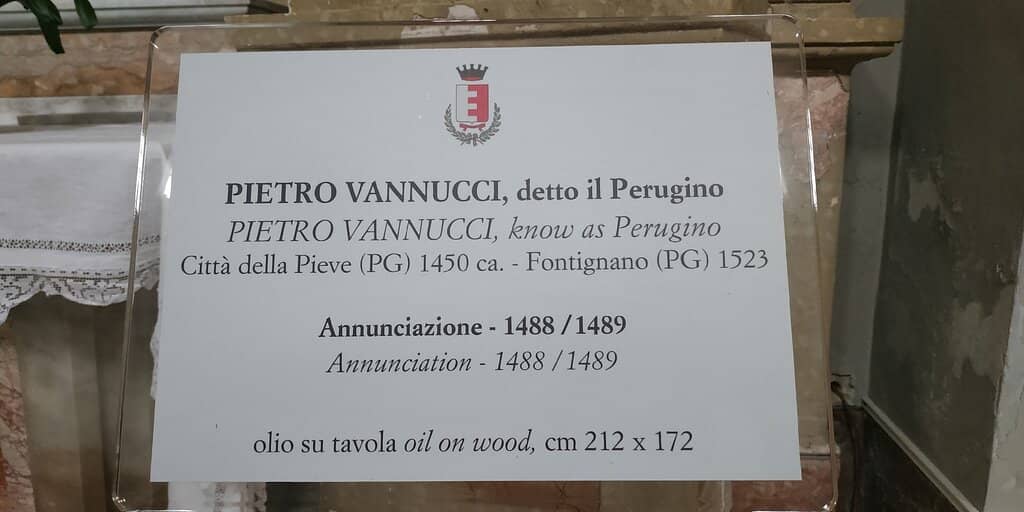 PIETRO VANNUCCI, detto il Perugino
PIETRO VANNUCCI, know as Perugino
Città della Pieve (PG) 1450 ca. - Fontignano (PG) 1523
Annunciazione - 1488 /1489
Annunciation - 1488 /1489
olio su tavola oil on wood, cm 212 x 172